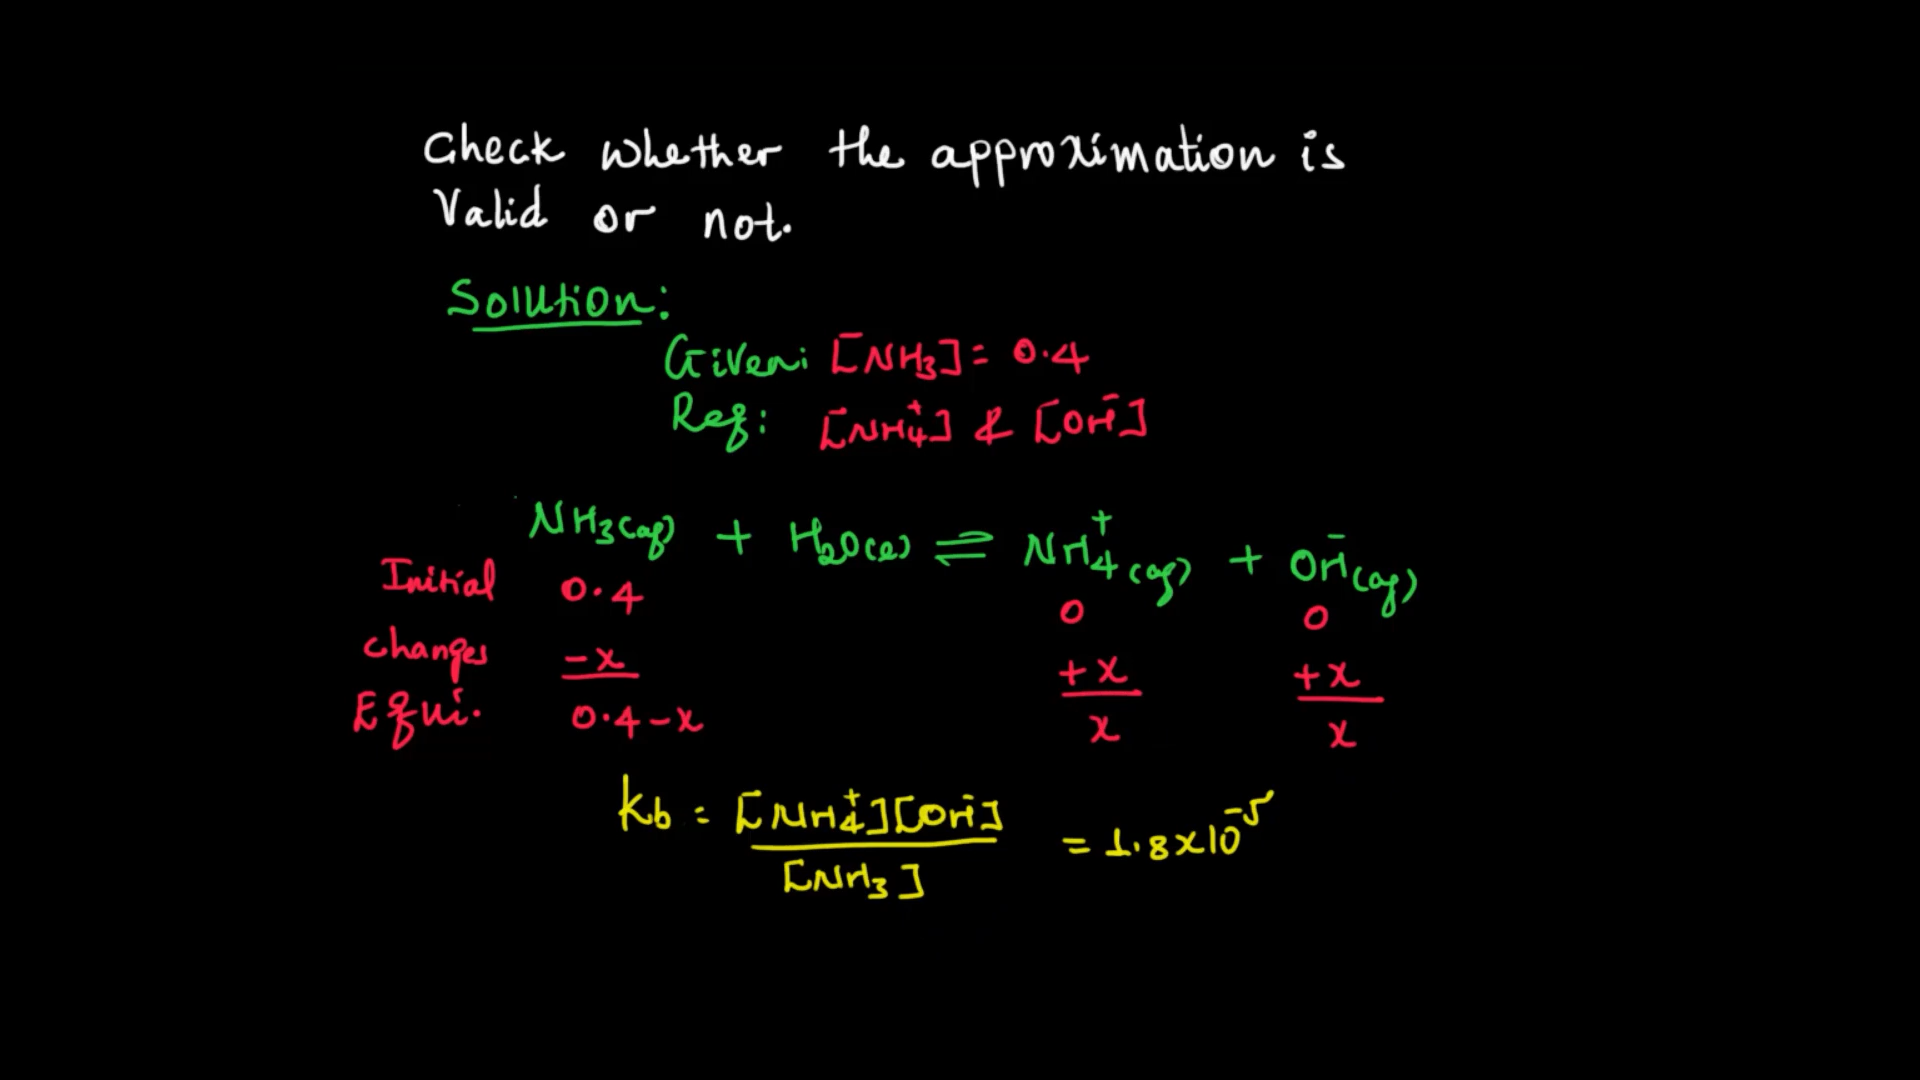 Check whether the approximation is
Valid or not.
Solution:
Given: [NH₃] = 0.4
Req: [NH₄⁺] & [OH⁻]
NH₃(aq) + H₂O(l) ⇌ NH₄⁺(aq) + OH⁻(aq)
Initial 0.4 0 0
Changes -x +x +x
Equi. 0.4-x x x
Kb = [NH₄⁺][OH⁻] / [NH₃] = 1.8x10⁻⁵